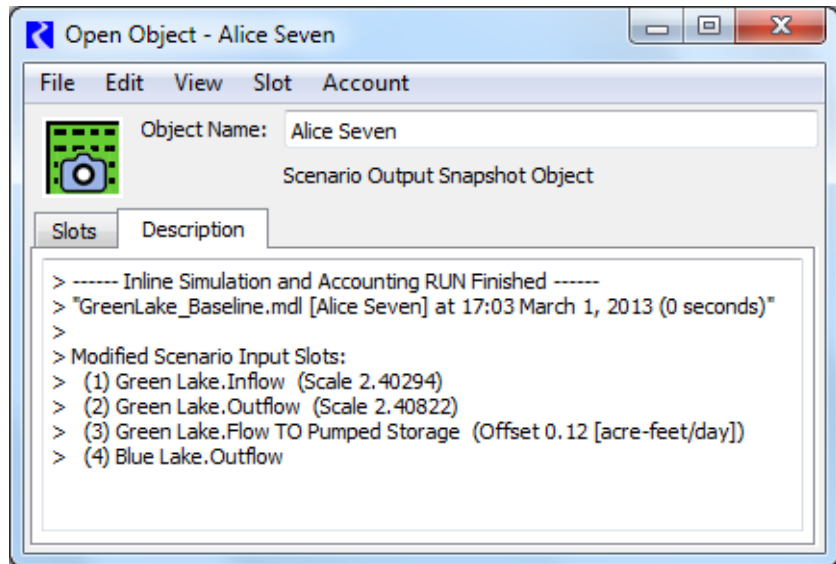 Open Object - Alice Seven
File Edit View Slot Account
Object Name: Alice Seven
Scenario Output Snapshot Object
Slots Description
> ------ Inline Simulation and Accounting RUN Finished ------
> "GreenLake_Baseline.mdl [Alice Seven] at 17:03 March 1, 2013 (0 seconds)"
>
> Modified Scenario Input Slots:
> (1) Green Lake.Inflow (Scale 2.40294)
> (2) Green Lake.Outflow (Scale 2.40822)
> (3) Green Lake.Flow TO Pumped Storage (Offset 0.12 [acre-feet/day])
> (4) Blue Lake.Outflow